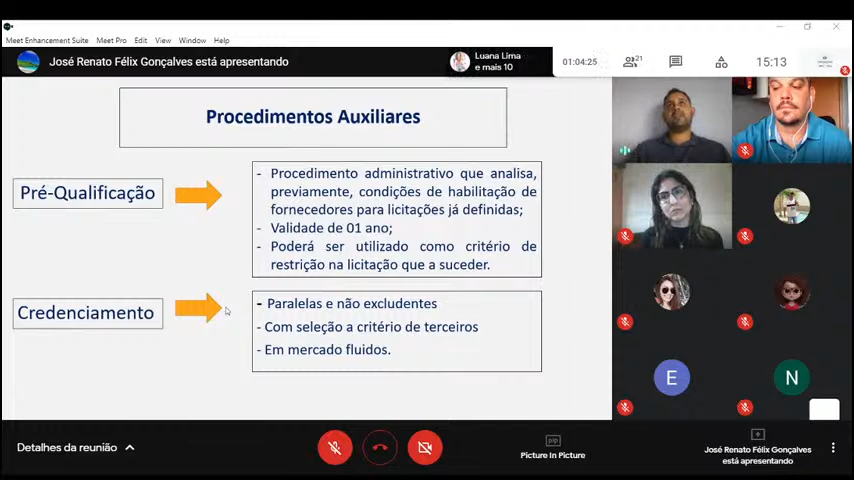 Meet Enhancement Suite Meet Pro Edit View Window Help
José Renato Félix Gonçalves está apresentando
Luana Lima
e mais 10
01:04:25
21
15:13
Procedimentos Auxiliares
Pré-Qualificação
- Procedimento administrativo que analisa,
previamente, condições de habilitação de
fornecedores para licitações já definidas;
- Validade de 01 ano;
- Poderá ser utilizado como critério de
restrição na licitação que a suceder.
Credenciamento
- Paralelas e não excludentes
- Com seleção a critério de terceiros
- Em mercado fluidos.
E
N
Detalhes da reunião
PIP
Picture In Picture
José Renato Félix Gonçalves
está apresentando